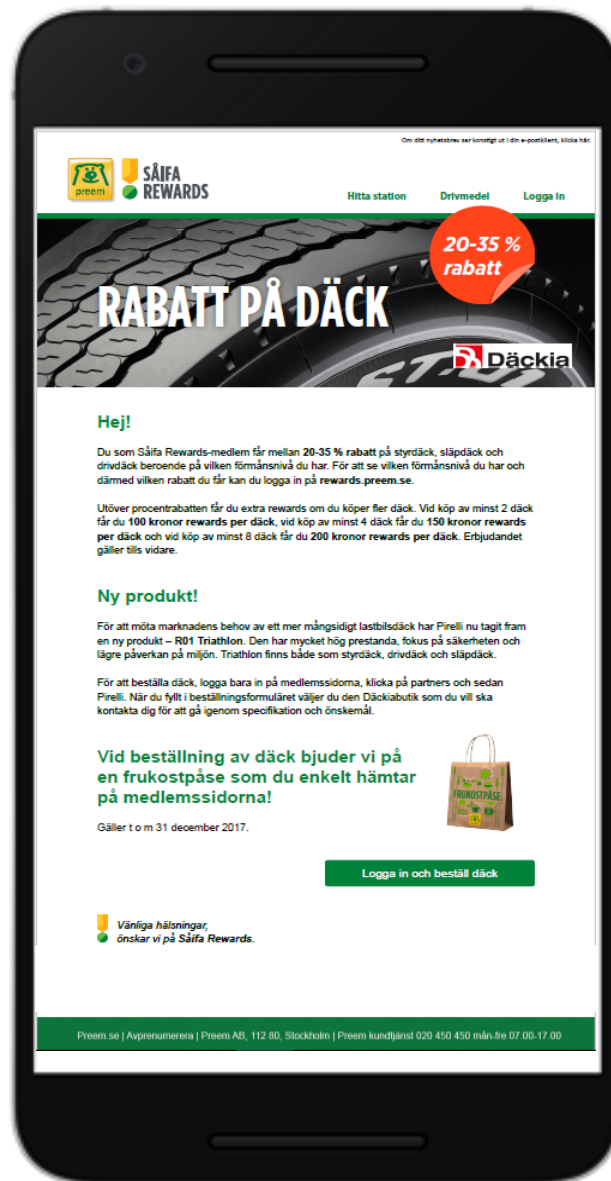 Om ditt nyhetsbrev ser konstigt ut i din e-postklient, klicka här.
preem
SÅIFA
REWARDS
Hitta station Drivmedel Logga in
20-35 %
rabatt
RABATT PÅ DÄCK
Däckia
Hej!
Du som Såifa Rewards-medlem får mellan 20-35 % rabatt på styrdäck, släpdäck och
drivdäck beroende på vilken förmånsnivå du har. För att se vilken förmånsnivå du har och
därmed vilken rabatt du får kan du logga in på rewards.preem.se.
Utöver procentrabatten får du extra rewards om du köper fler däck. Vid köp av minst 2 däck
får du 100 kronor rewards per däck, vid köp av minst 4 däck får du 150 kronor rewards
per däck och vid köp av minst 8 däck får du 200 kronor rewards per däck. Erbjudandet
gäller tills vidare.
Ny produkt!
För att möta marknadens behov av ett mer mångsidigt lastbilsdäck har Pirelli nu tagit fram
en ny produkt – R01 Triathlon. Den har mycket hög prestanda, fokus på säkerheten och
lägre påverkan på miljön. Triathlon finns både som styrdäck, drivdäck och släpdäck.
För att beställa däck, logga bara in på medlemssidorna, klicka på partners och sedan
Pirelli. När du fyllt i beställningsformuläret väljer du den Däckiabutik som du vill ska
kontakta dig för att gå igenom specifikation och önskemål.
Vid beställning av däck bjuder vi på
en frukostpåse som du enkelt hämtar
på medlemssidorna!
FRUKOSTPÅSE
Gäller t o m 31 december 2017.
Logga in och beställ däck
Vänliga hälsningar,
önskar vi på Såifa Rewards.
Preem.se | Avprenumerera | Preem AB, 112 80, Stockholm | Preem kundtjänst 020 450 450 mån-fre 07.00-17.00